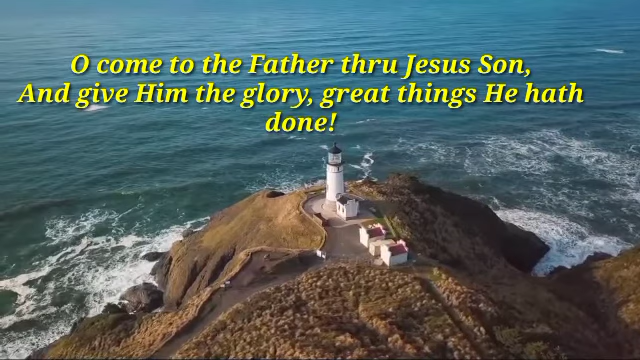 O come to the Father thru Jesus Son,
And give Him the glory, great things He hath
done!